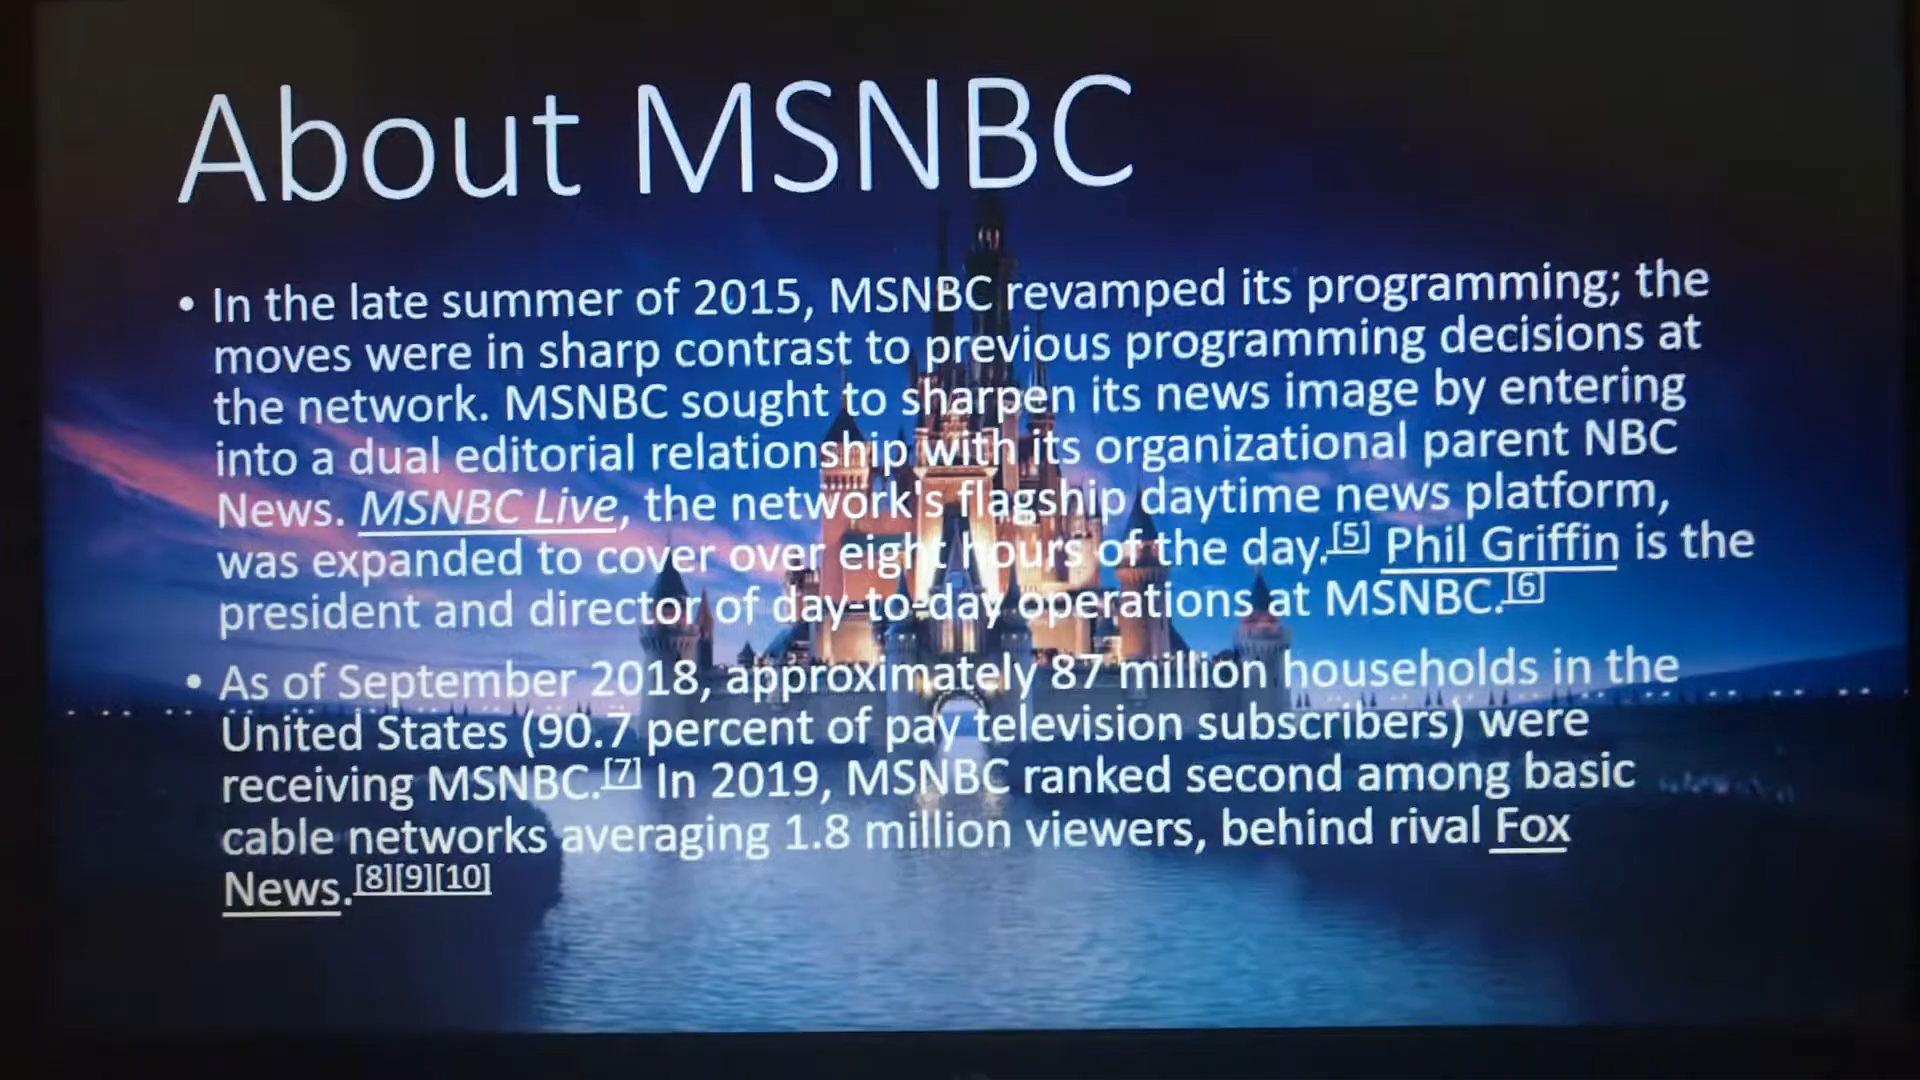 About MSNBC
• In the late summer of 2015, MSNBC revamped its programming; the
moves were in sharp contrast to previous programming decisions at
the network. MSNBC sought to sharpen its news image by entering
into a dual editorial relationship with its organizational parent NBC
News. MSNBC Live, the network's flagship daytime news platform,
was expanded to cover over eight hours of the day.[5] Phil Griffin is the
president and director of day-to-day operations at MSNBC.[6]
• As of September 2018, approximately 87 million households in the
United States (90.7 percent of pay television subscribers) were
receiving MSNBC.[7] In 2019, MSNBC ranked second among basic
cable networks averaging 1.8 million viewers, behind rival Fox
News.[8][9][10]